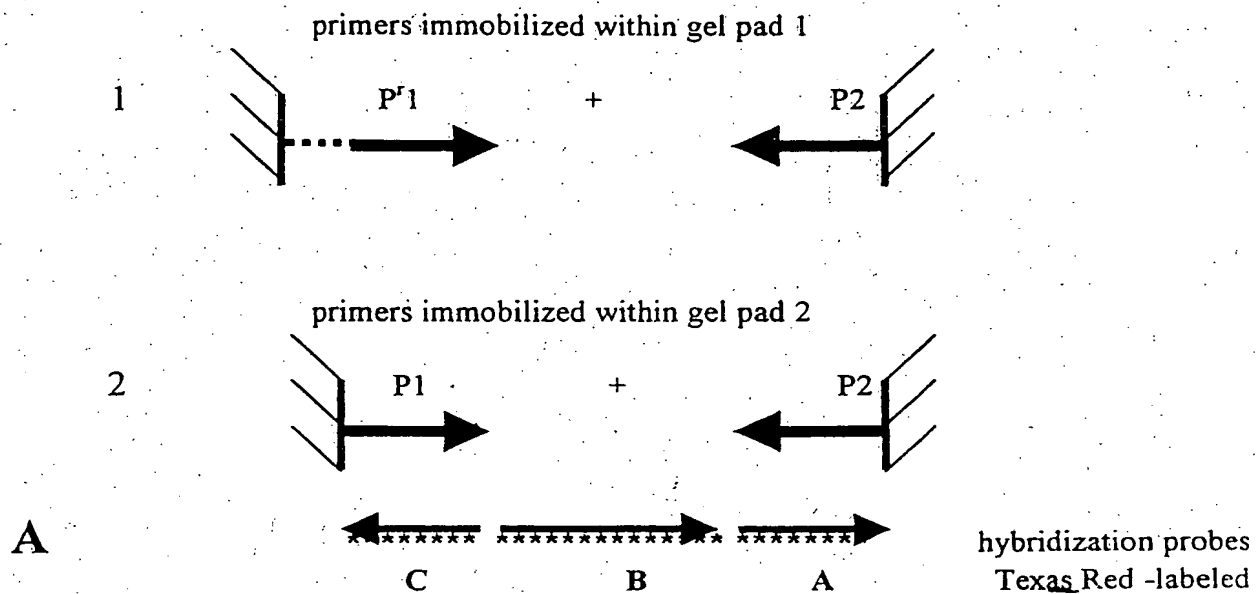 primers immobilized within gel pad 1
1 Pʳ1 + P2
primers immobilized within gel pad 2
2 P1 + P2
A
hybridization probes
C B A Texas Red -labeled